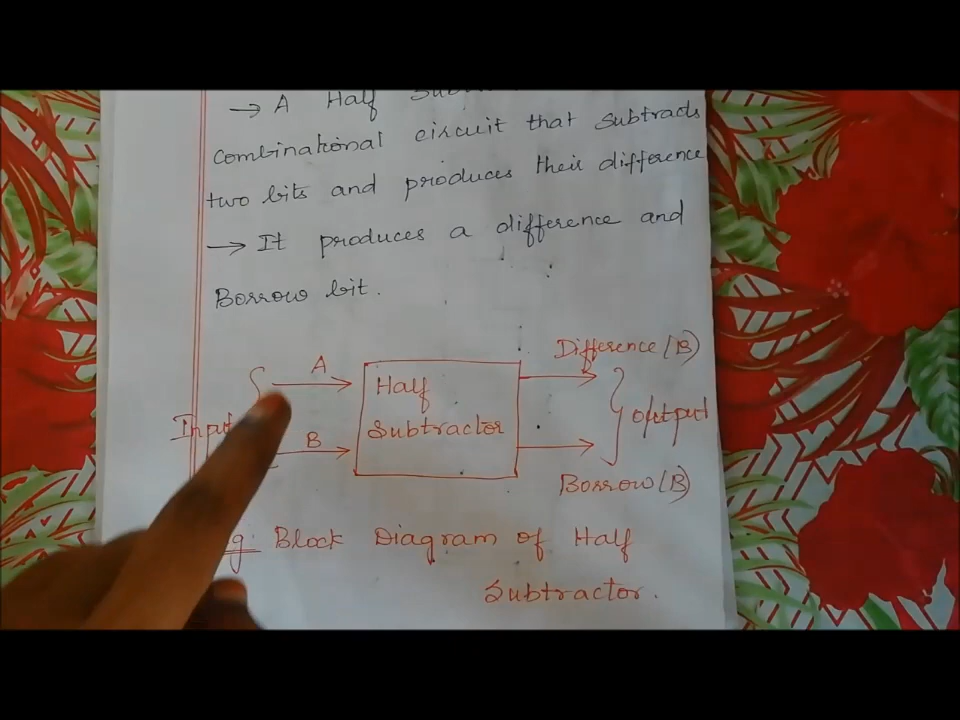 → A Half
combinational circuit that subtracts
two bits and produces their difference
→ It produces a difference and
Borrow bit.
A
Difference (B)
Half
Subtractor
Input
output
B
Borrow (B)
g: Block Diagram of Half
Subtractor.